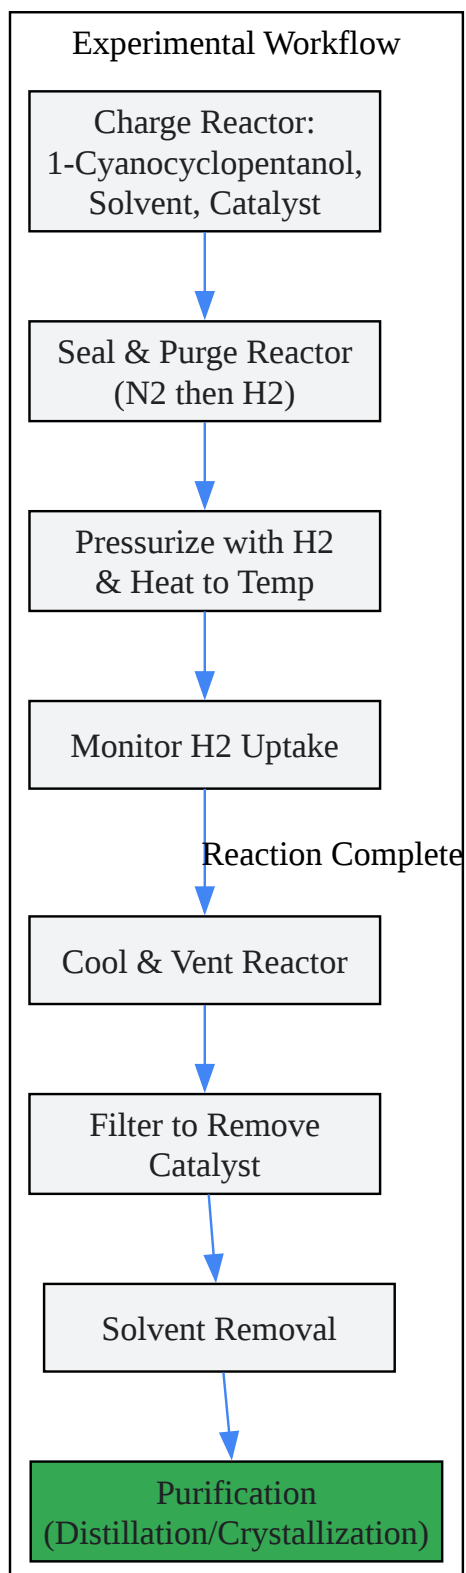 Experimental Workflow
Charge Reactor:
1-Cyanocyclopentanol,
Solvent, Catalyst
Seal & Purge Reactor
(N2 then H2)
Pressurize with H2
& Heat to Temp
Monitor H2 Uptake
Reaction Complete
Cool & Vent Reactor
Filter to Remove
Catalyst
Solvent Removal
Purification
(Distillation/Crystallization)